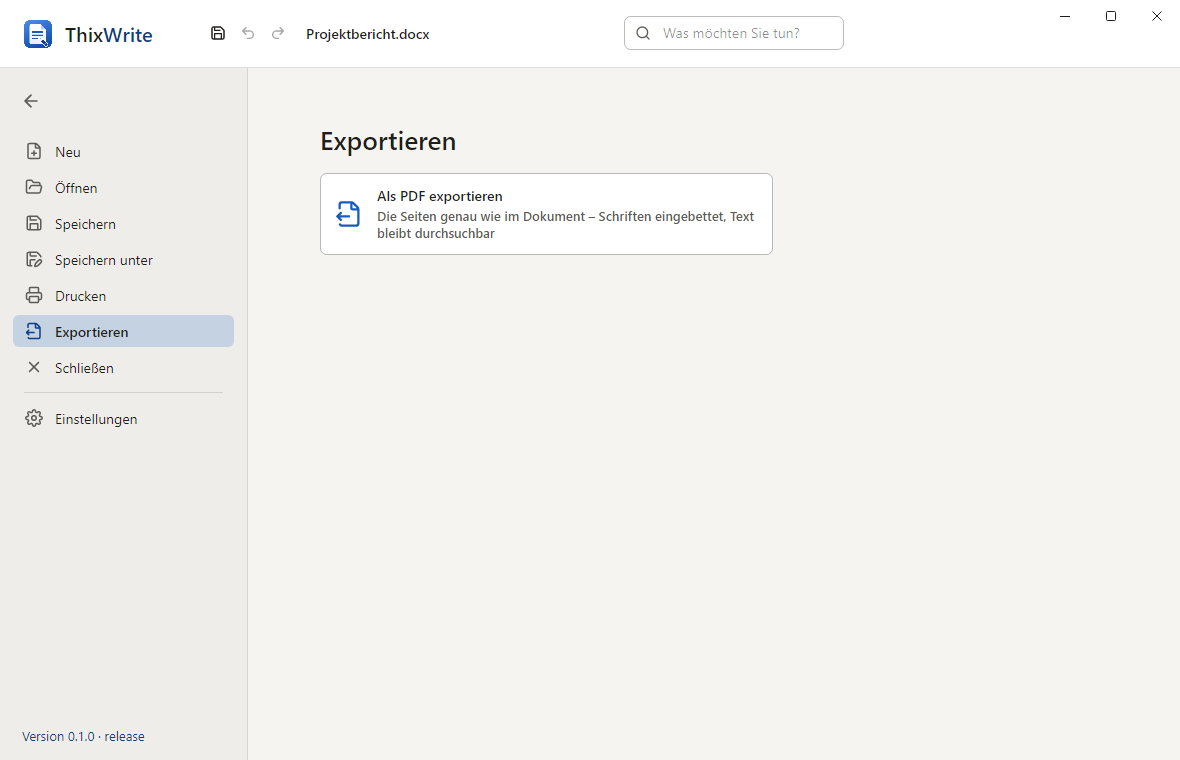 ThixWrite
Projektbericht.docx
Was möchten Sie tun?
Neu
Öffnen
Speichern
Speichern unter
Drucken
Exportieren
Schließen
Einstellungen
Version 0.1.0 · release
Exportieren
Als PDF exportieren
Die Seiten genau wie im Dokument – Schriften eingebettet, Text
bleibt durchsuchbar